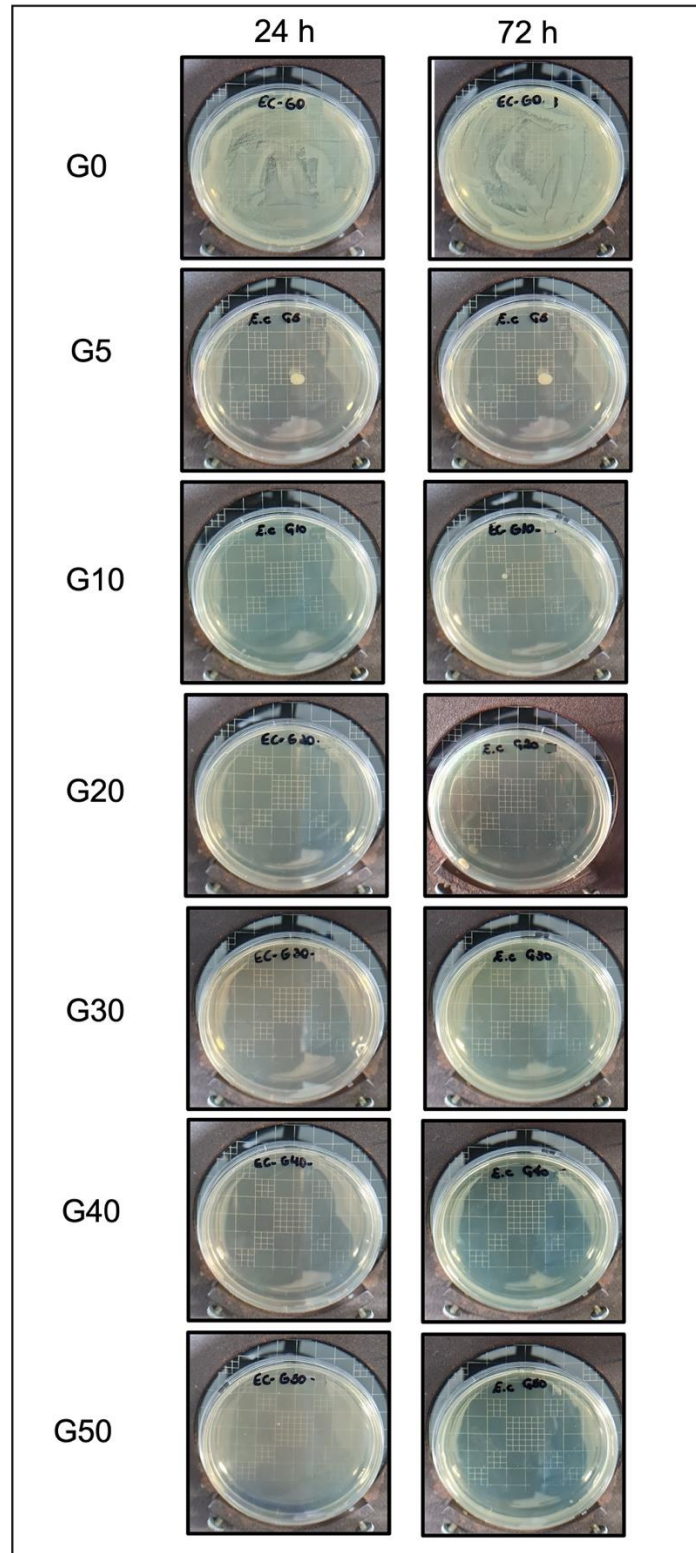 24 h 72 h
G0
EC-G0
EC-G0.
G5
E.c G5
E.c G5
G10
E.c G10
EC-G10-
G20
EC-G20-
E.c G20
G30
EC-G30-
E.c G30
G40
EC-G40-
E.c G40
G50
EC-G50-
E.c G50